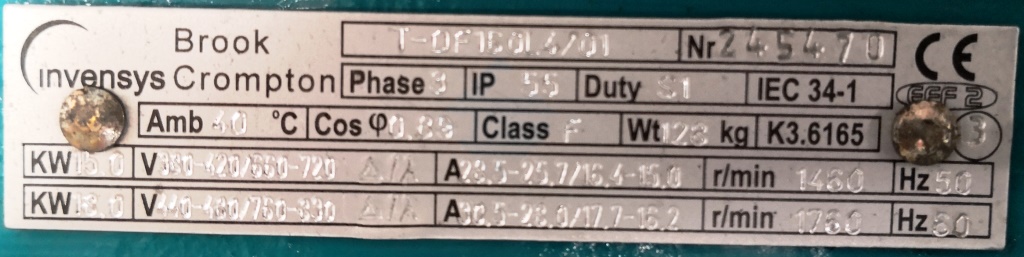 Brook T-DF160L4/01 Nr 245470 CE
invensys Crompton Phase 3 IP 55 Duty S1 IEC 34-1 EFF 2
Amb 40 °C Cos φ 0.89 Class F Wt 123 kg K3.6165 3
KW 15.0 V 380-420/660-720 Δ/⅄ A 28.5-25.7/16.4-15.0 r/min 1460 Hz 50
KW 18.0 V 440-480/760-830 Δ/⅄ A 30.5-28.0/17.7-16.2 r/min 1760 Hz 60